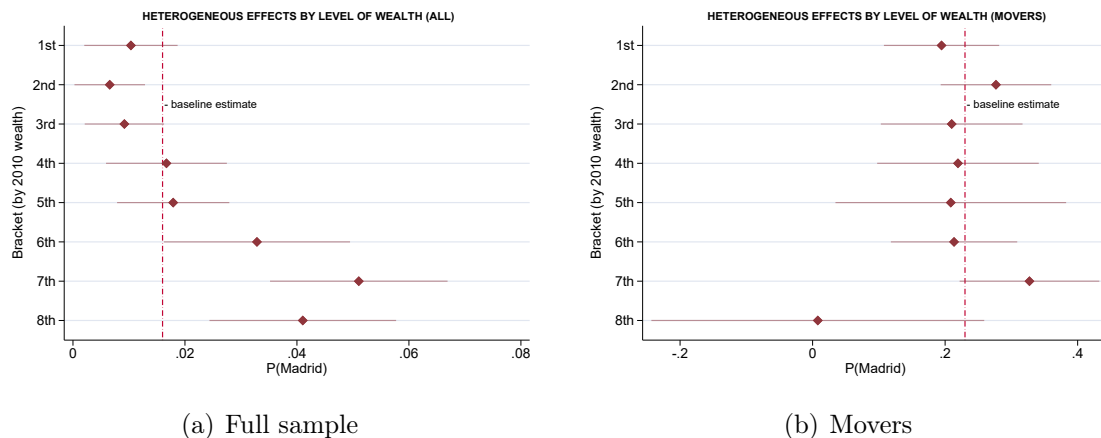 HETEROGENEOUS EFFECTS BY LEVEL OF WEALTH (ALL)
Bracket (by 2010 wealth)
1st
2nd
3rd
4th
5th
6th
7th
8th
- baseline estimate
0 .02 .04 .06 .08
P(Madrid)
(a) Full sample
HETEROGENEOUS EFFECTS BY LEVEL OF WEALTH (MOVERS)
Bracket (by 2010 wealth)
1st
2nd
3rd
4th
5th
6th
7th
8th
- baseline estimate
-.2 0 .2 .4
P(Madrid)
(b) Movers